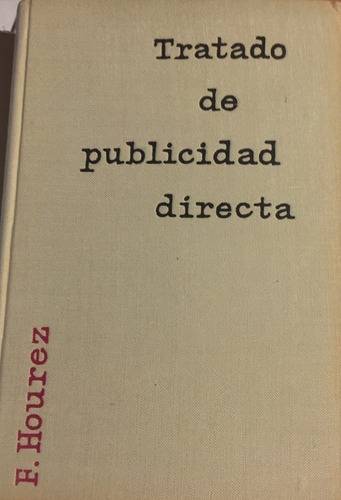 Tratado
de
publicidad
directa
F. Hourez